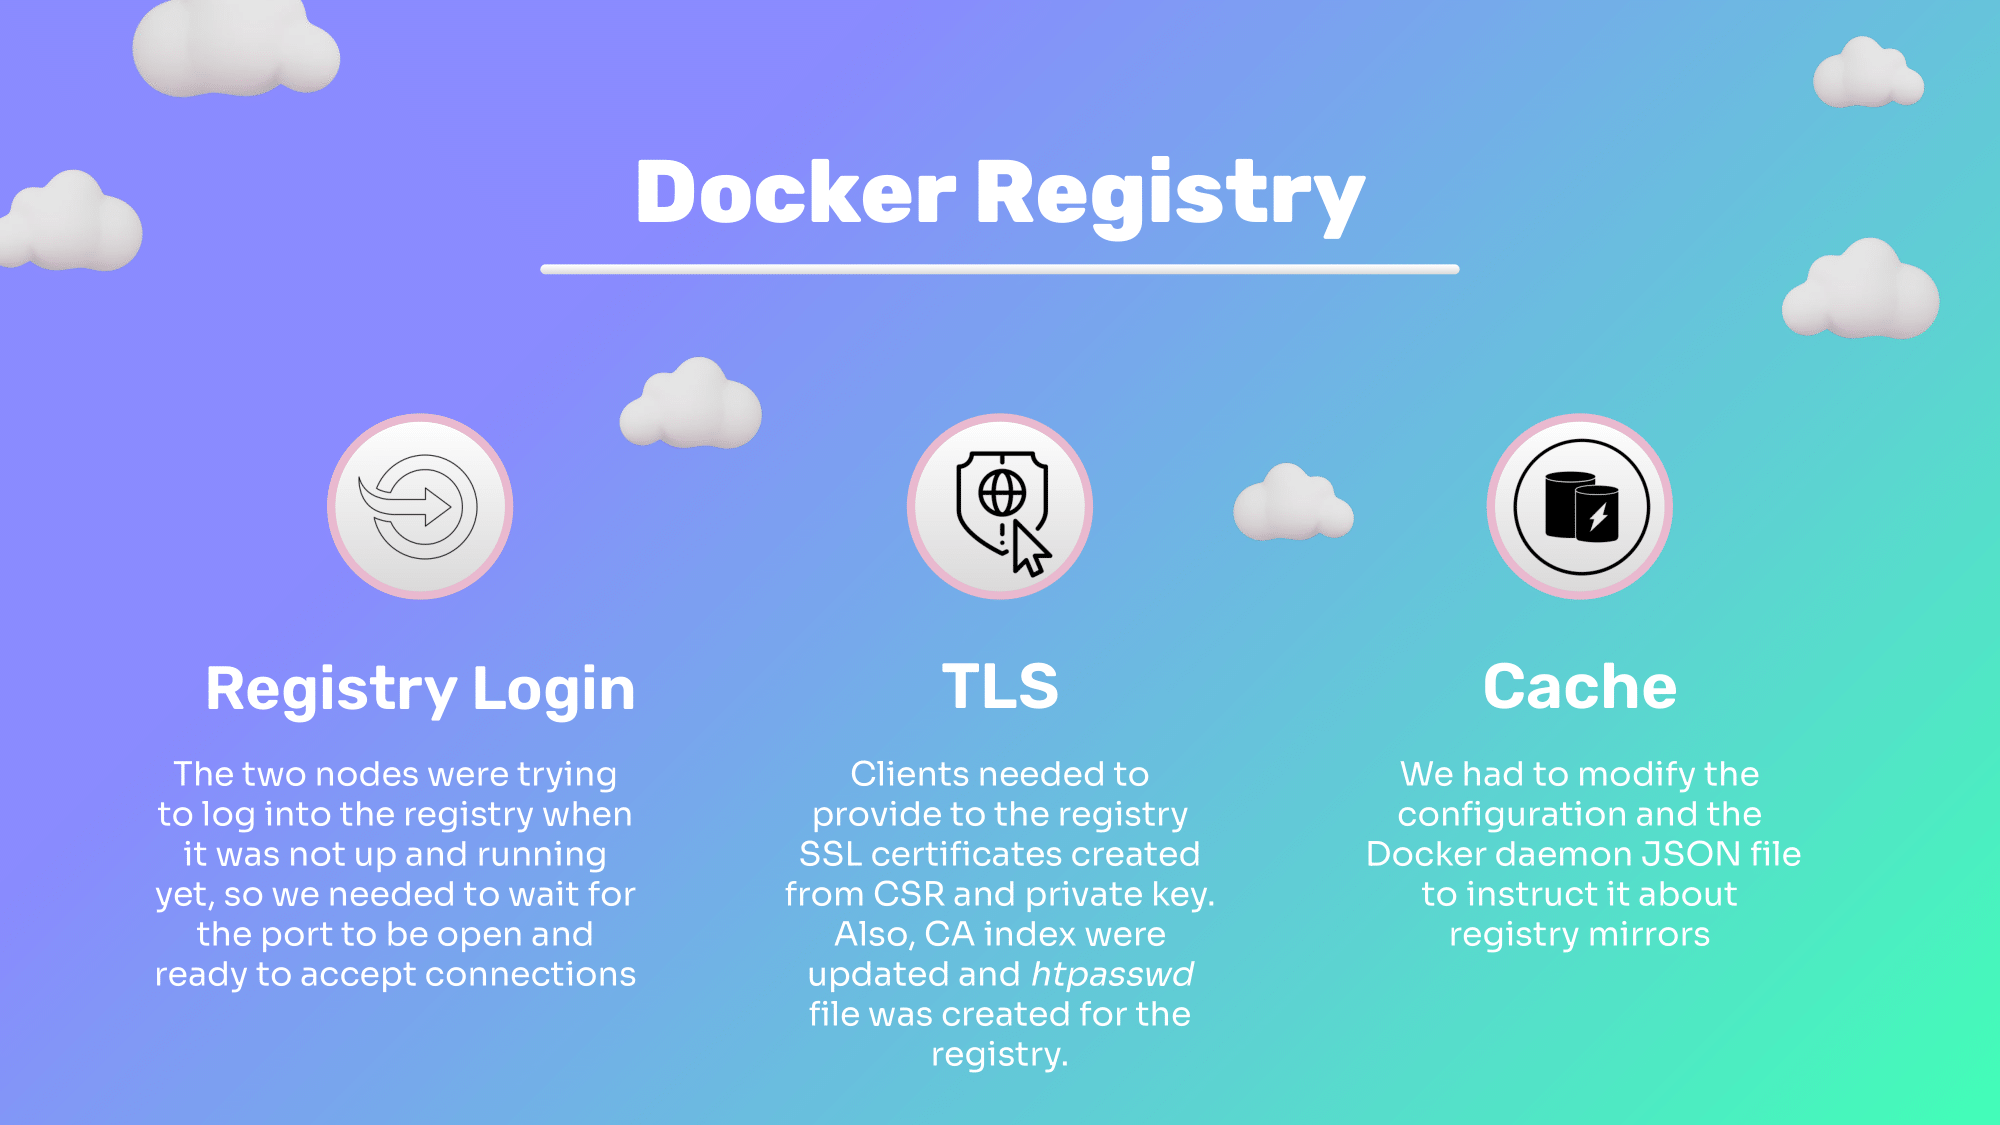 Docker Registry
Registry Login
The two nodes were trying
to log into the registry when
it was not up and running
yet, so we needed to wait for
the port to be open and
ready to accept connections
TLS
Clients needed to
provide to the registry
SSL certificates created
from CSR and private key.
Also, CA index were
updated and htpasswd
file was created for the
registry.
Cache
We had to modify the
configuration and the
Docker daemon JSON file
to instruct it about
registry mirrors